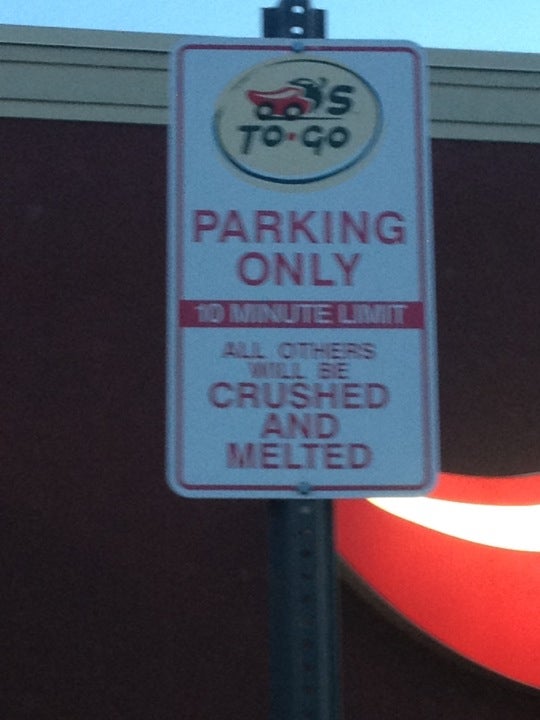 'S
TO•GO
PARKING
ONLY
10 MINUTE LIMIT
ALL OTHERS
WILL BE
CRUSHED
AND
MELTED